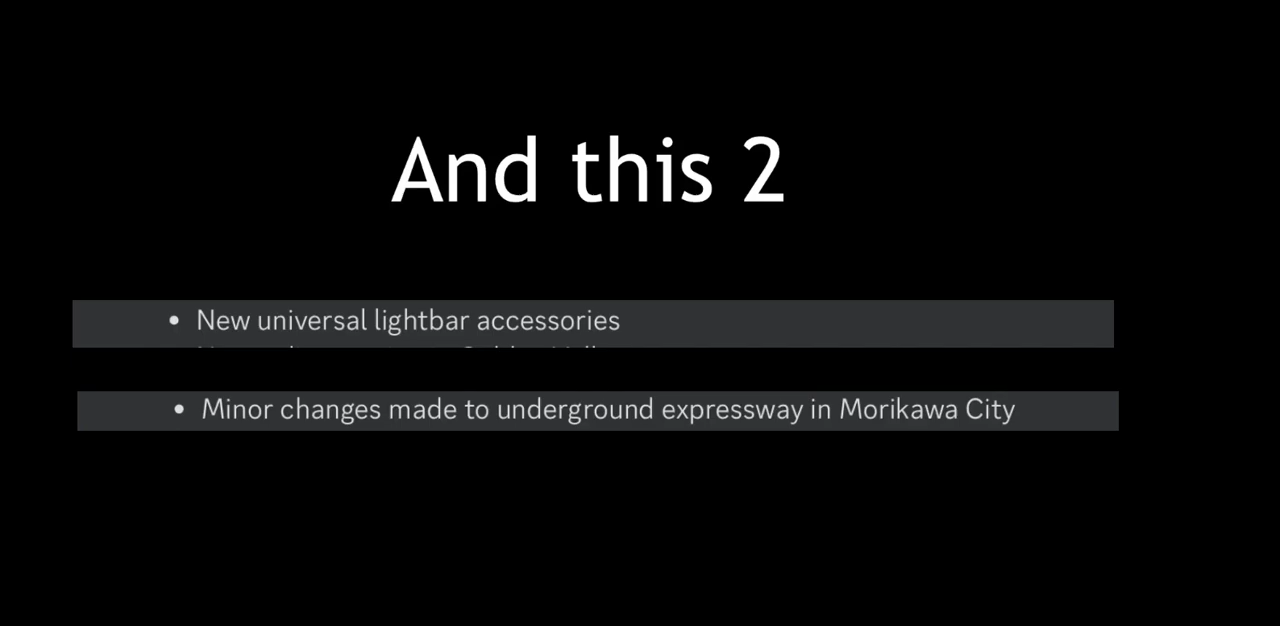 And this 2
• New universal lightbar accessories
• Minor changes made to underground expressway in Morikawa City